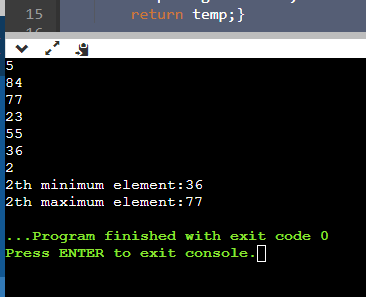 15 return temp;}
5
84
77
23
55
36
2
2th minimum element:36
2th maximum element:77
...Program finished with exit code 0
Press ENTER to exit console.